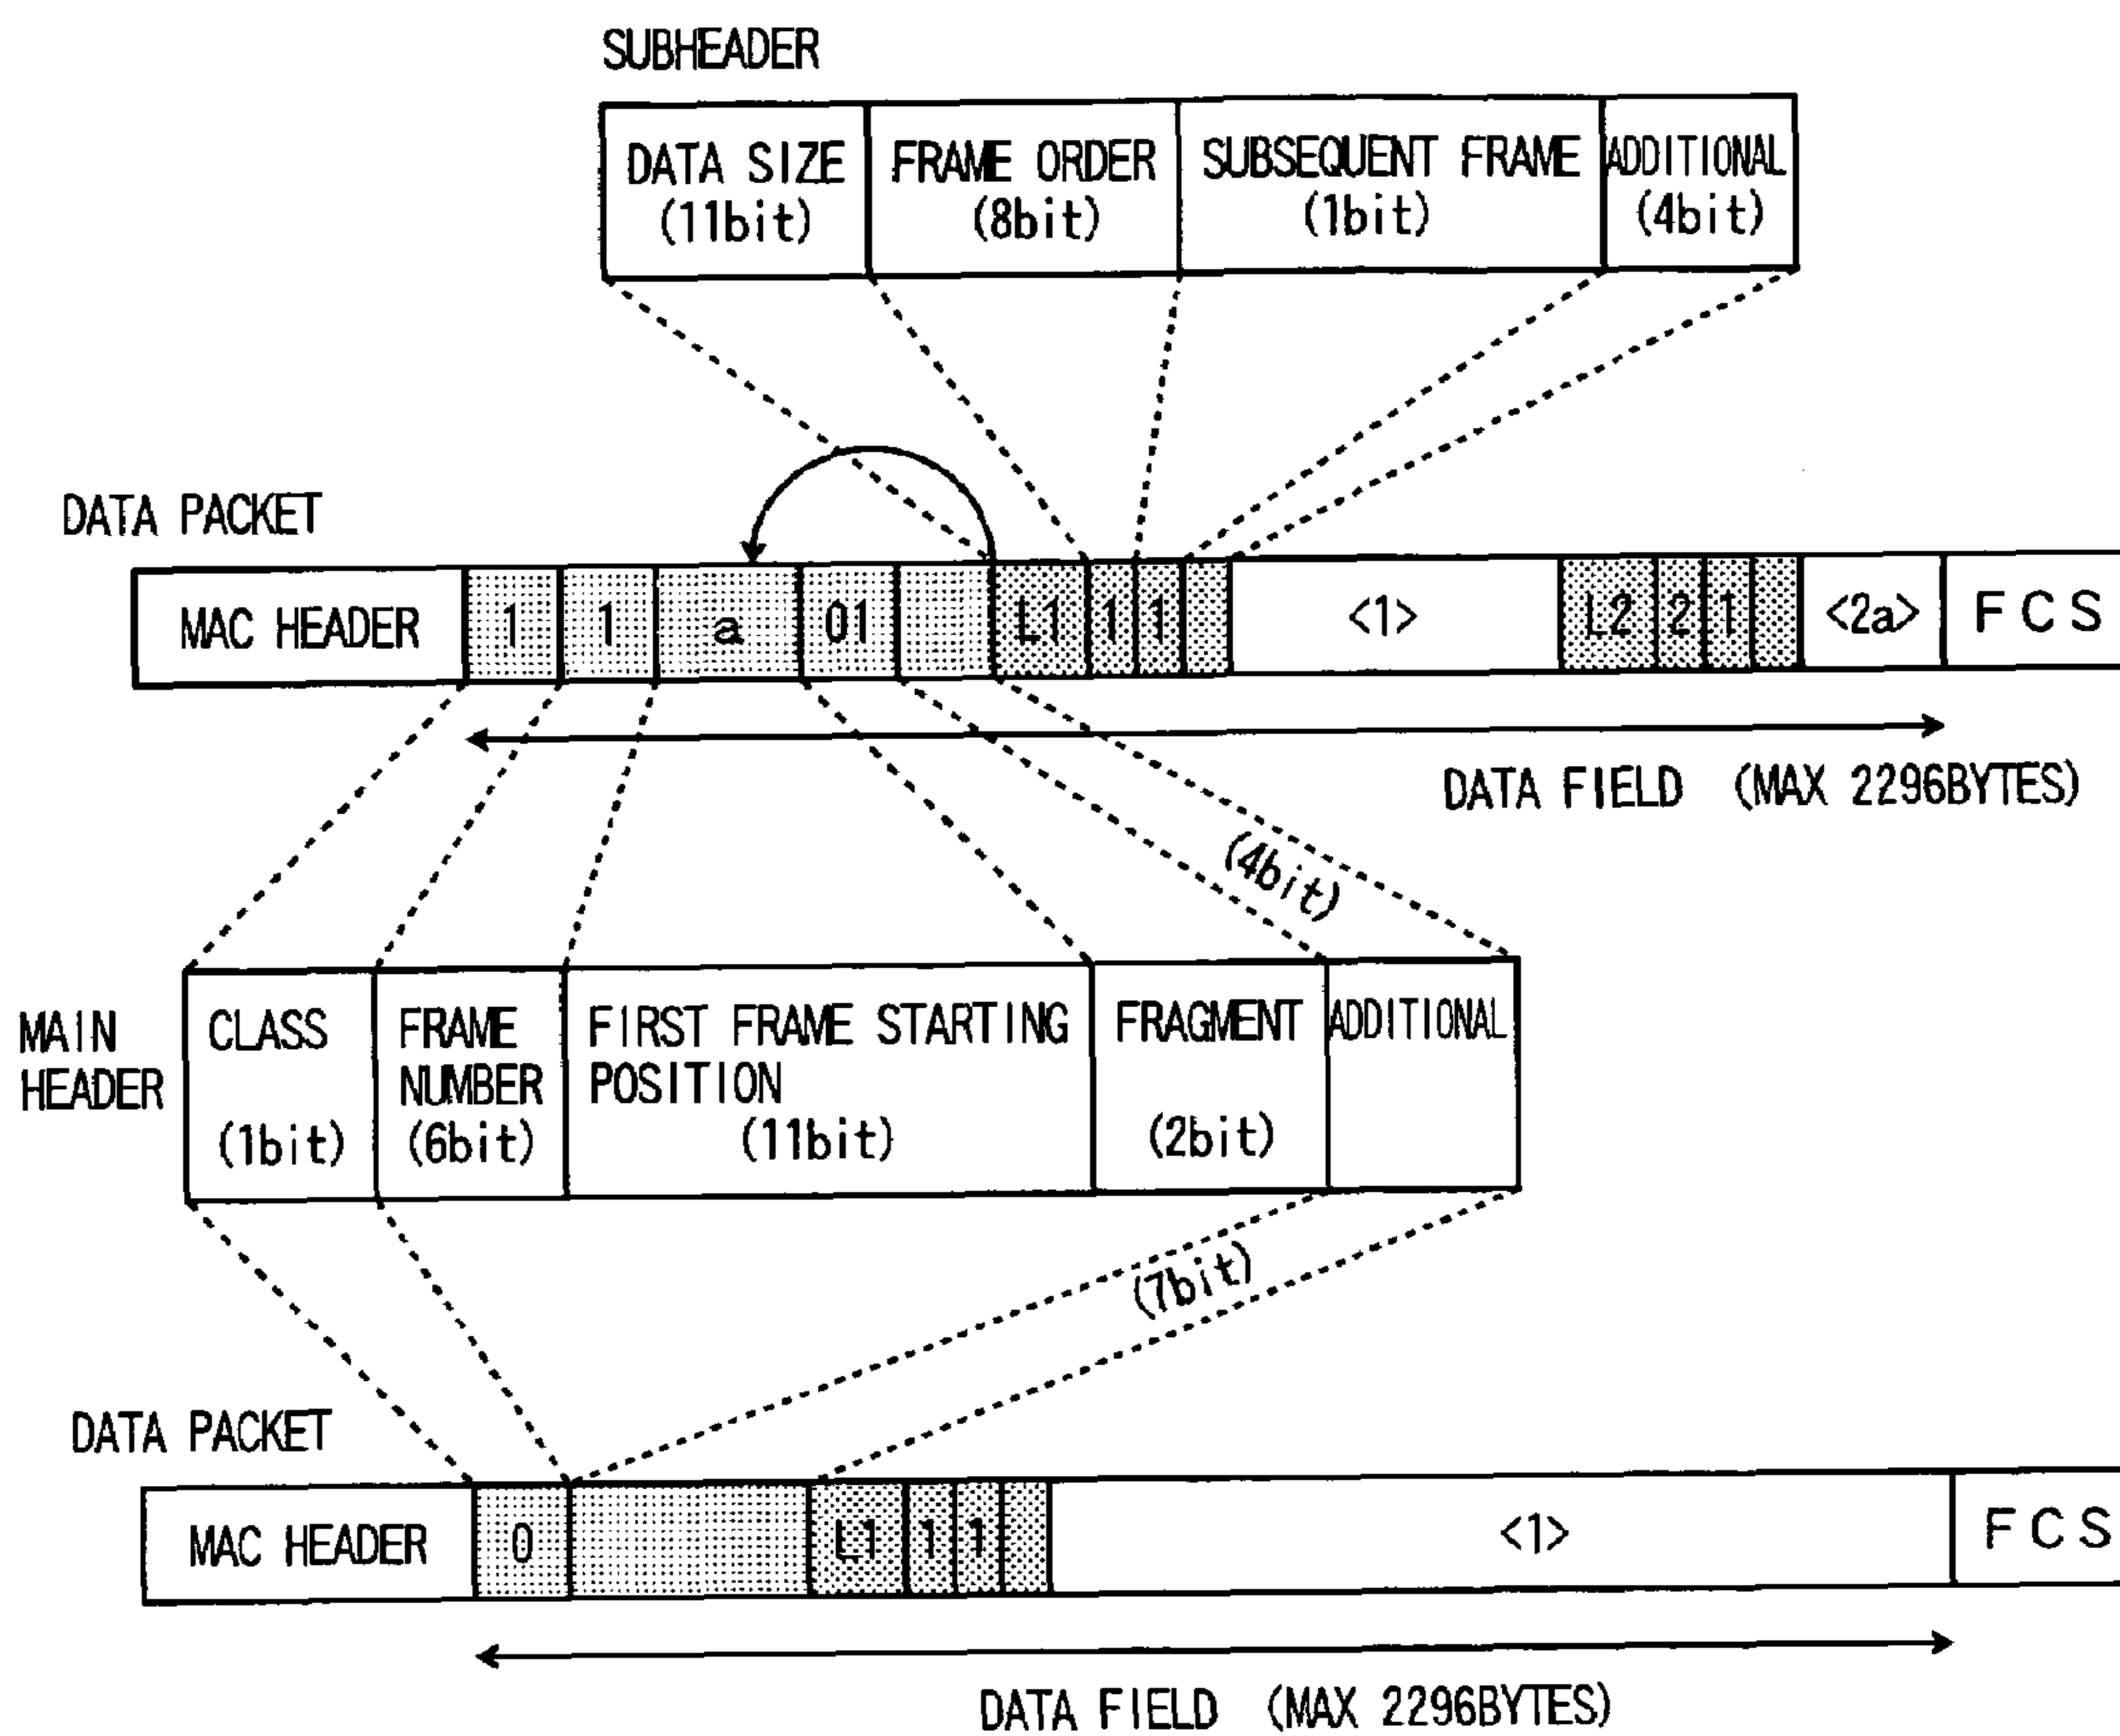 SUBHEADER
DATA SIZE FRAME ORDER SUBSEQUENT FRAME ADDITIONAL
(11bit) (8bit) (1bit) (4bit)
DATA PACKET
MAC HEADER 1 1 a 01 L1 1 1 <1> L2 2 1 <2a> FCS
DATA FIELD (MAX 2296BYTES)
(4bit)
MAIN HEADER
CLASS
(1bit)
FRAME NUMBER
(6bit)
FIRST FRAME STARTING
POSITION
(11bit)
FRAGMENT
(2bit)
ADDITIONAL
(7bit)
DATA PACKET
MAC HEADER 0 L1 1 1 <1> FCS
DATA FIELD (MAX 2296BYTES)